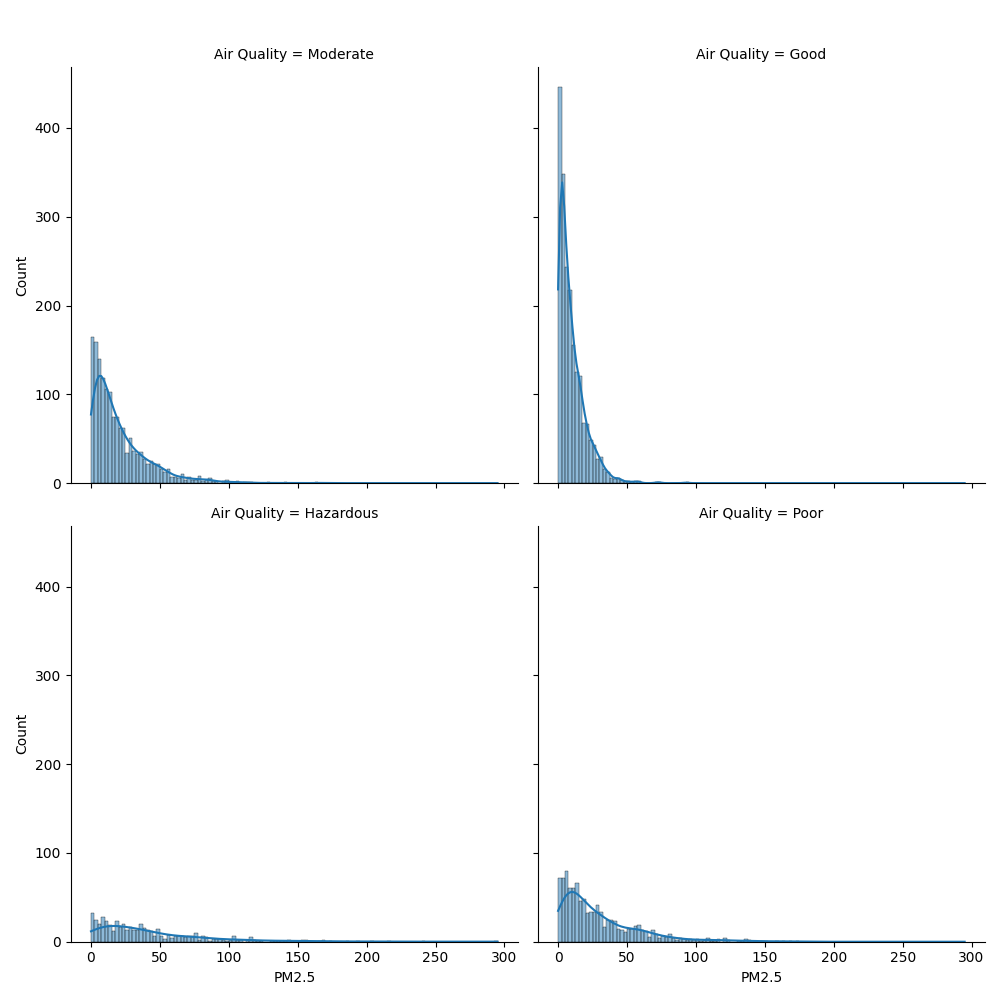 Air Quality = Moderate
Air Quality = Good
400
300
200
100
0
Count
Air Quality = Hazardous
Air Quality = Poor
400
300
200
100
0
Count
0 50 100 150 200 250 300
PM2.5
0 50 100 150 200 250 300
PM2.5